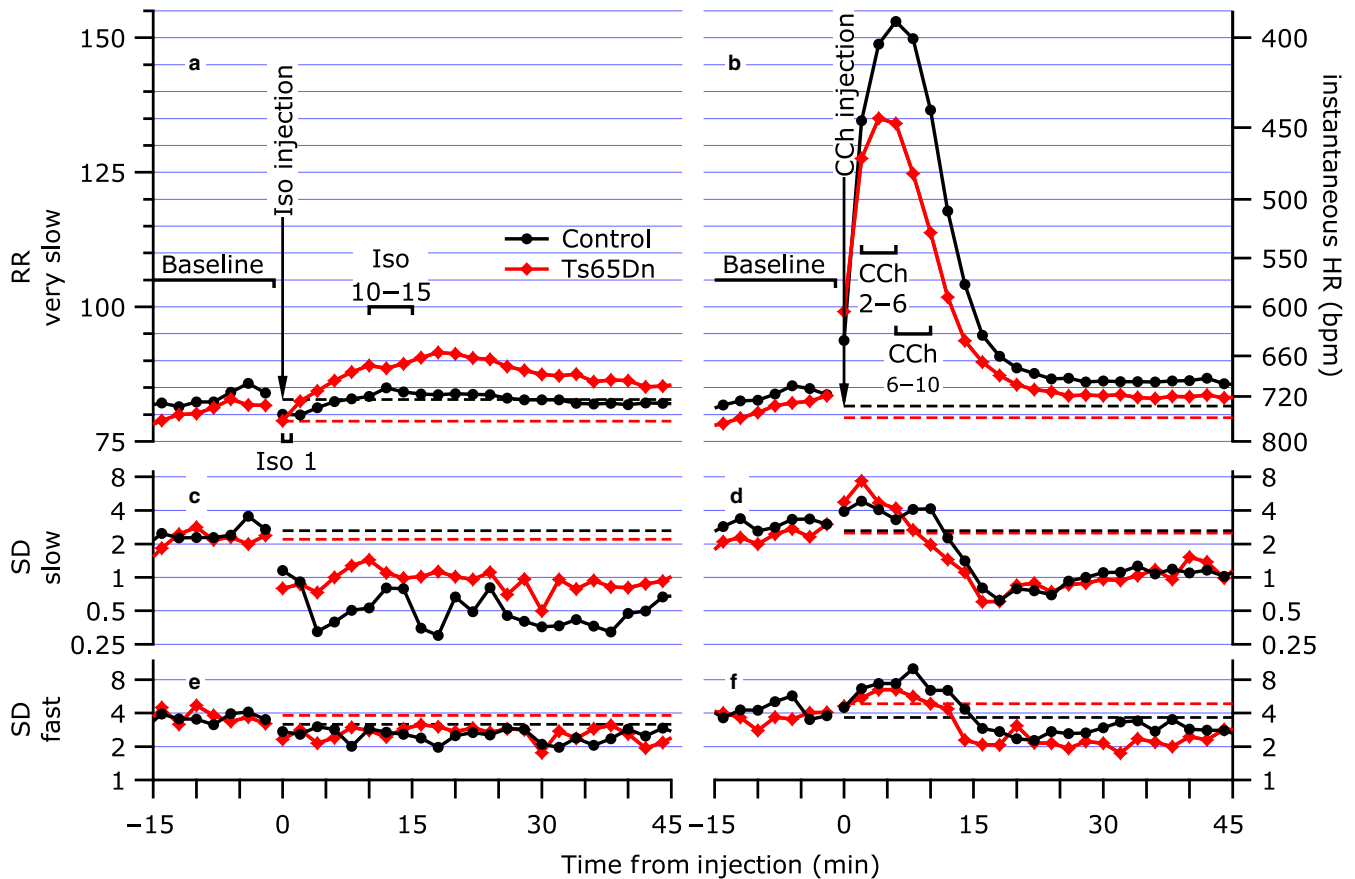 150
125
100
75
RR
very slow
a
Iso injection
Baseline
Control
Ts65Dn
Iso
10−15
Iso 1
b
CCh injection
Baseline
CCh
2−6
CCh
6−10
400
450
500
550
600
660
720
800
instantaneous HR (bpm)
SD
slow
8
4
2
1
0.5
0.25
c
d
8
4
2
1
0.5
0.25
SD
fast
8
4
2
1
e
f
8
4
2
1
−15 0 15 30 45
−15 0 15 30 45
Time from injection (min)